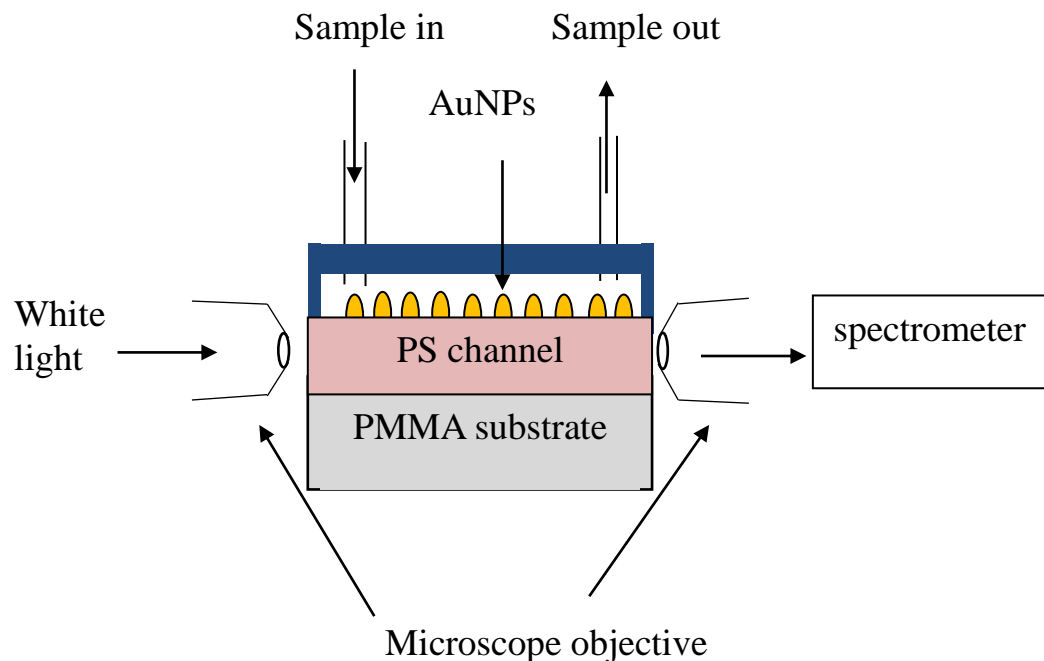 Sample in
Sample out
AuNPs
White
light
PS channel
spectrometer
PMMA substrate
Microscope objective